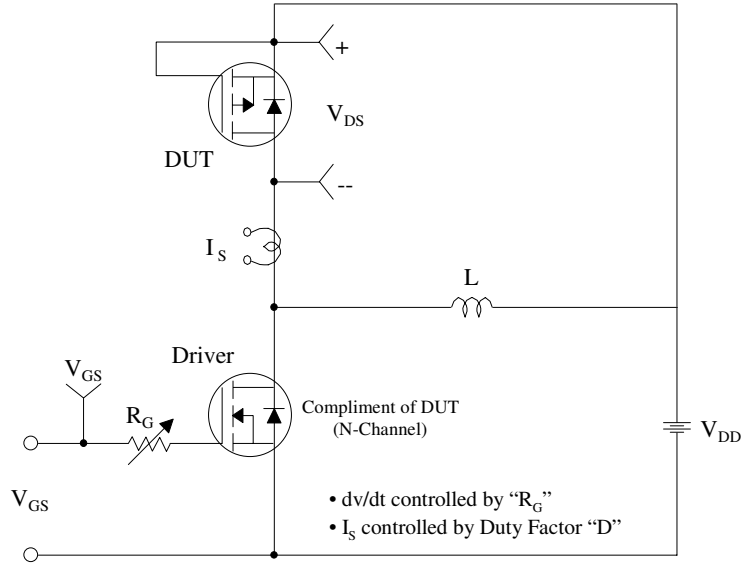 +
V_DS
DUT
--
I_S
L
Driver
V_GS
R_G
Compliment of DUT
(N-Channel)
V_DD
V_GS
• dv/dt controlled by “R_G”
• I_S controlled by Duty Factor “D”